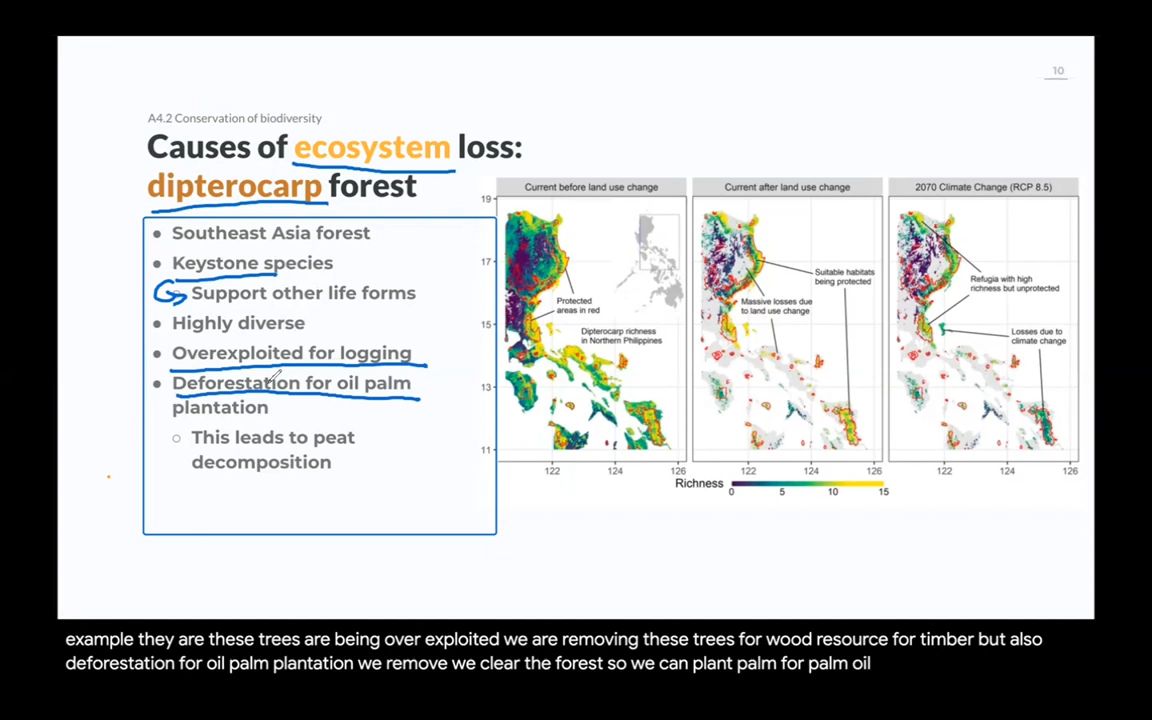 10
A4.2 Conservation of biodiversity
Causes of ecosystem loss:
dipterocarp forest
Southeast Asia forest
Keystone species
Support other life forms
Highly diverse
Overexploited for logging
Deforestation for oil palm
plantation
This leads to peat
decomposition
Current before land use change
Current after land use change
2070 Climate Change (RCP 8.5)
19
17
15
13
11
Protected
areas in red
Dipterocarp richness
in Northern Philippines
Suitable habitats
being protected
Massive losses due
to land use change
Refugia with high
richness but unprotected
Losses due to
climate change
122 124 126
122 124 126
122 124 126
Richness
0 5 10 15
example they are these trees are being over exploited we are removing these trees for wood resource for timber but also
deforestation for oil palm plantation we remove we clear the forest so we can plant palm for palm oil